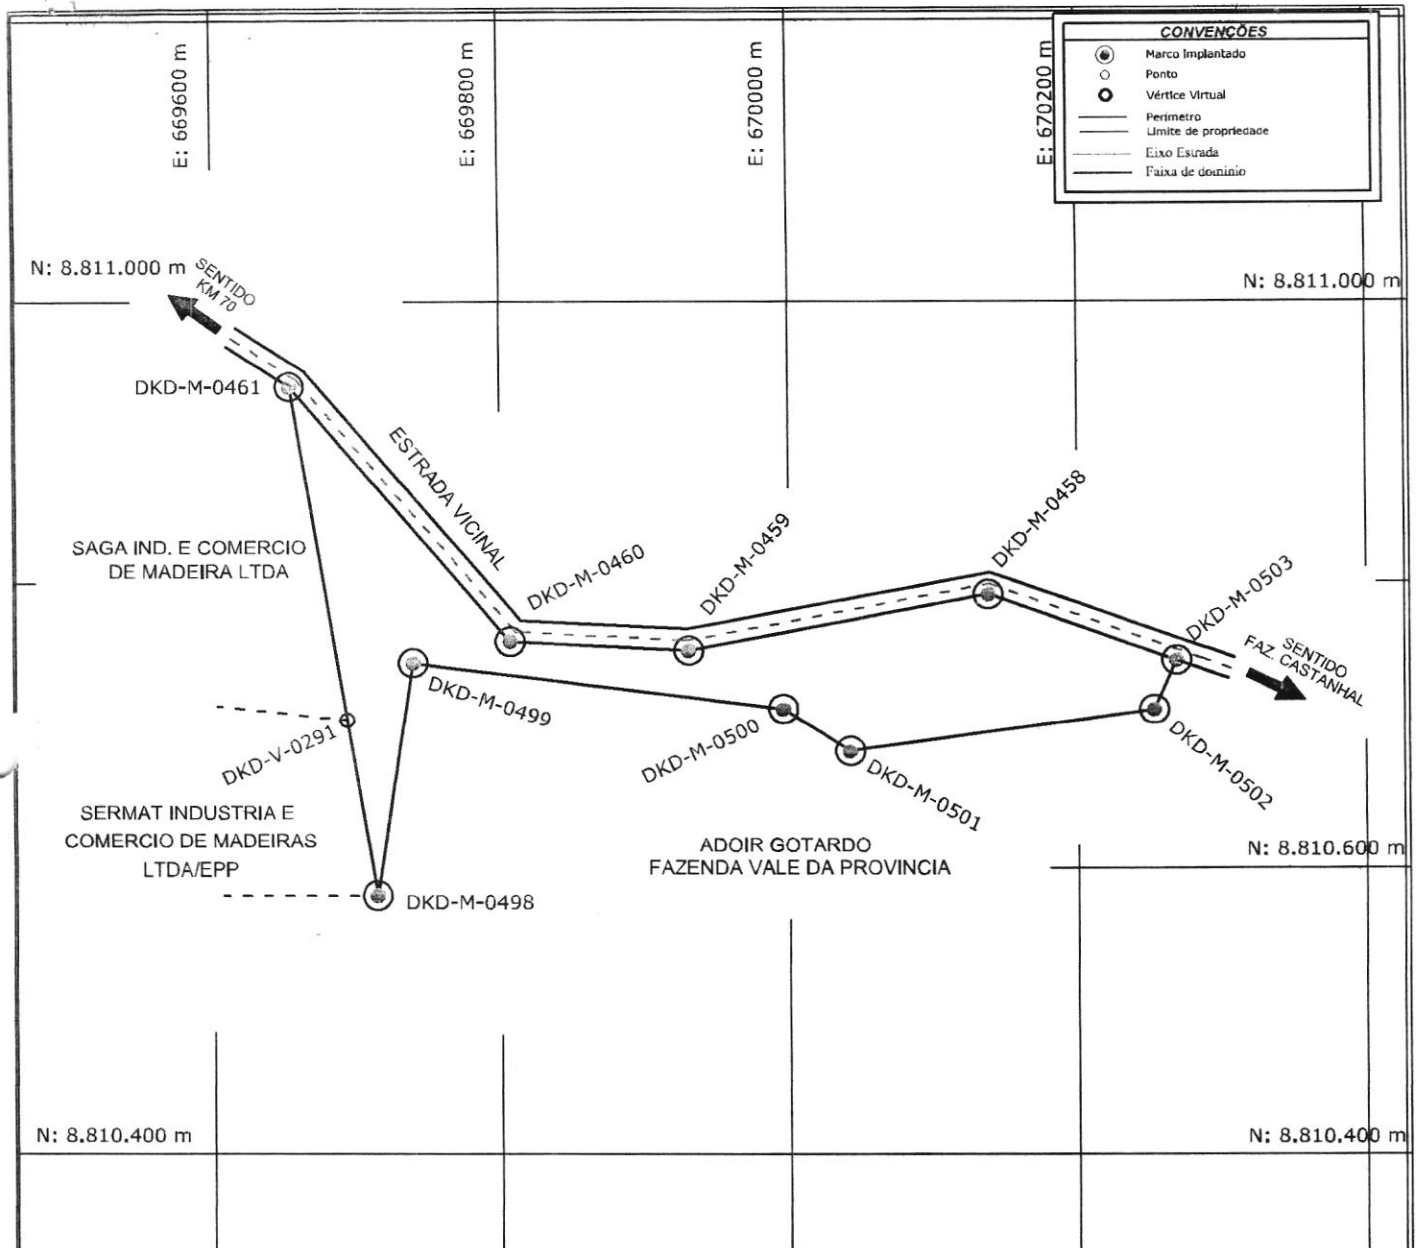 E: 669600 m
E: 669800 m
E: 670000 m
E: 670200 m
CONVENÇÕES
Marco Implantado
Ponto
Vértice Virtual
Perimetro
Limite de propriedade
Eixo Estrada
Faixa de dominio
N: 8.811.000 m
N: 8.811.000 m
SENTIDO
KM 70
DKD-M-0461
ESTRADA VICINAL
SAGA IND. E COMERCIO
DE MADEIRA LTDA
DKD-M-0460
DKD-M-0459
DKD-M-0458
DKD-M-0503
SENTIDO
FAZ. CASTANHAL
DKD-M-0499
DKD-V-0291
DKD-M-0500
DKD-M-0501
DKD-M-0502
SERMAT INDUSTRIA E
COMERCIO DE MADEIRAS
LTDA/EPP
DKD-M-0498
ADOIR GOTARDO
FAZENDA VALE DA PROVINCIA
N: 8.810.600 m
N: 8.810.400 m
N: 8.810.400 m